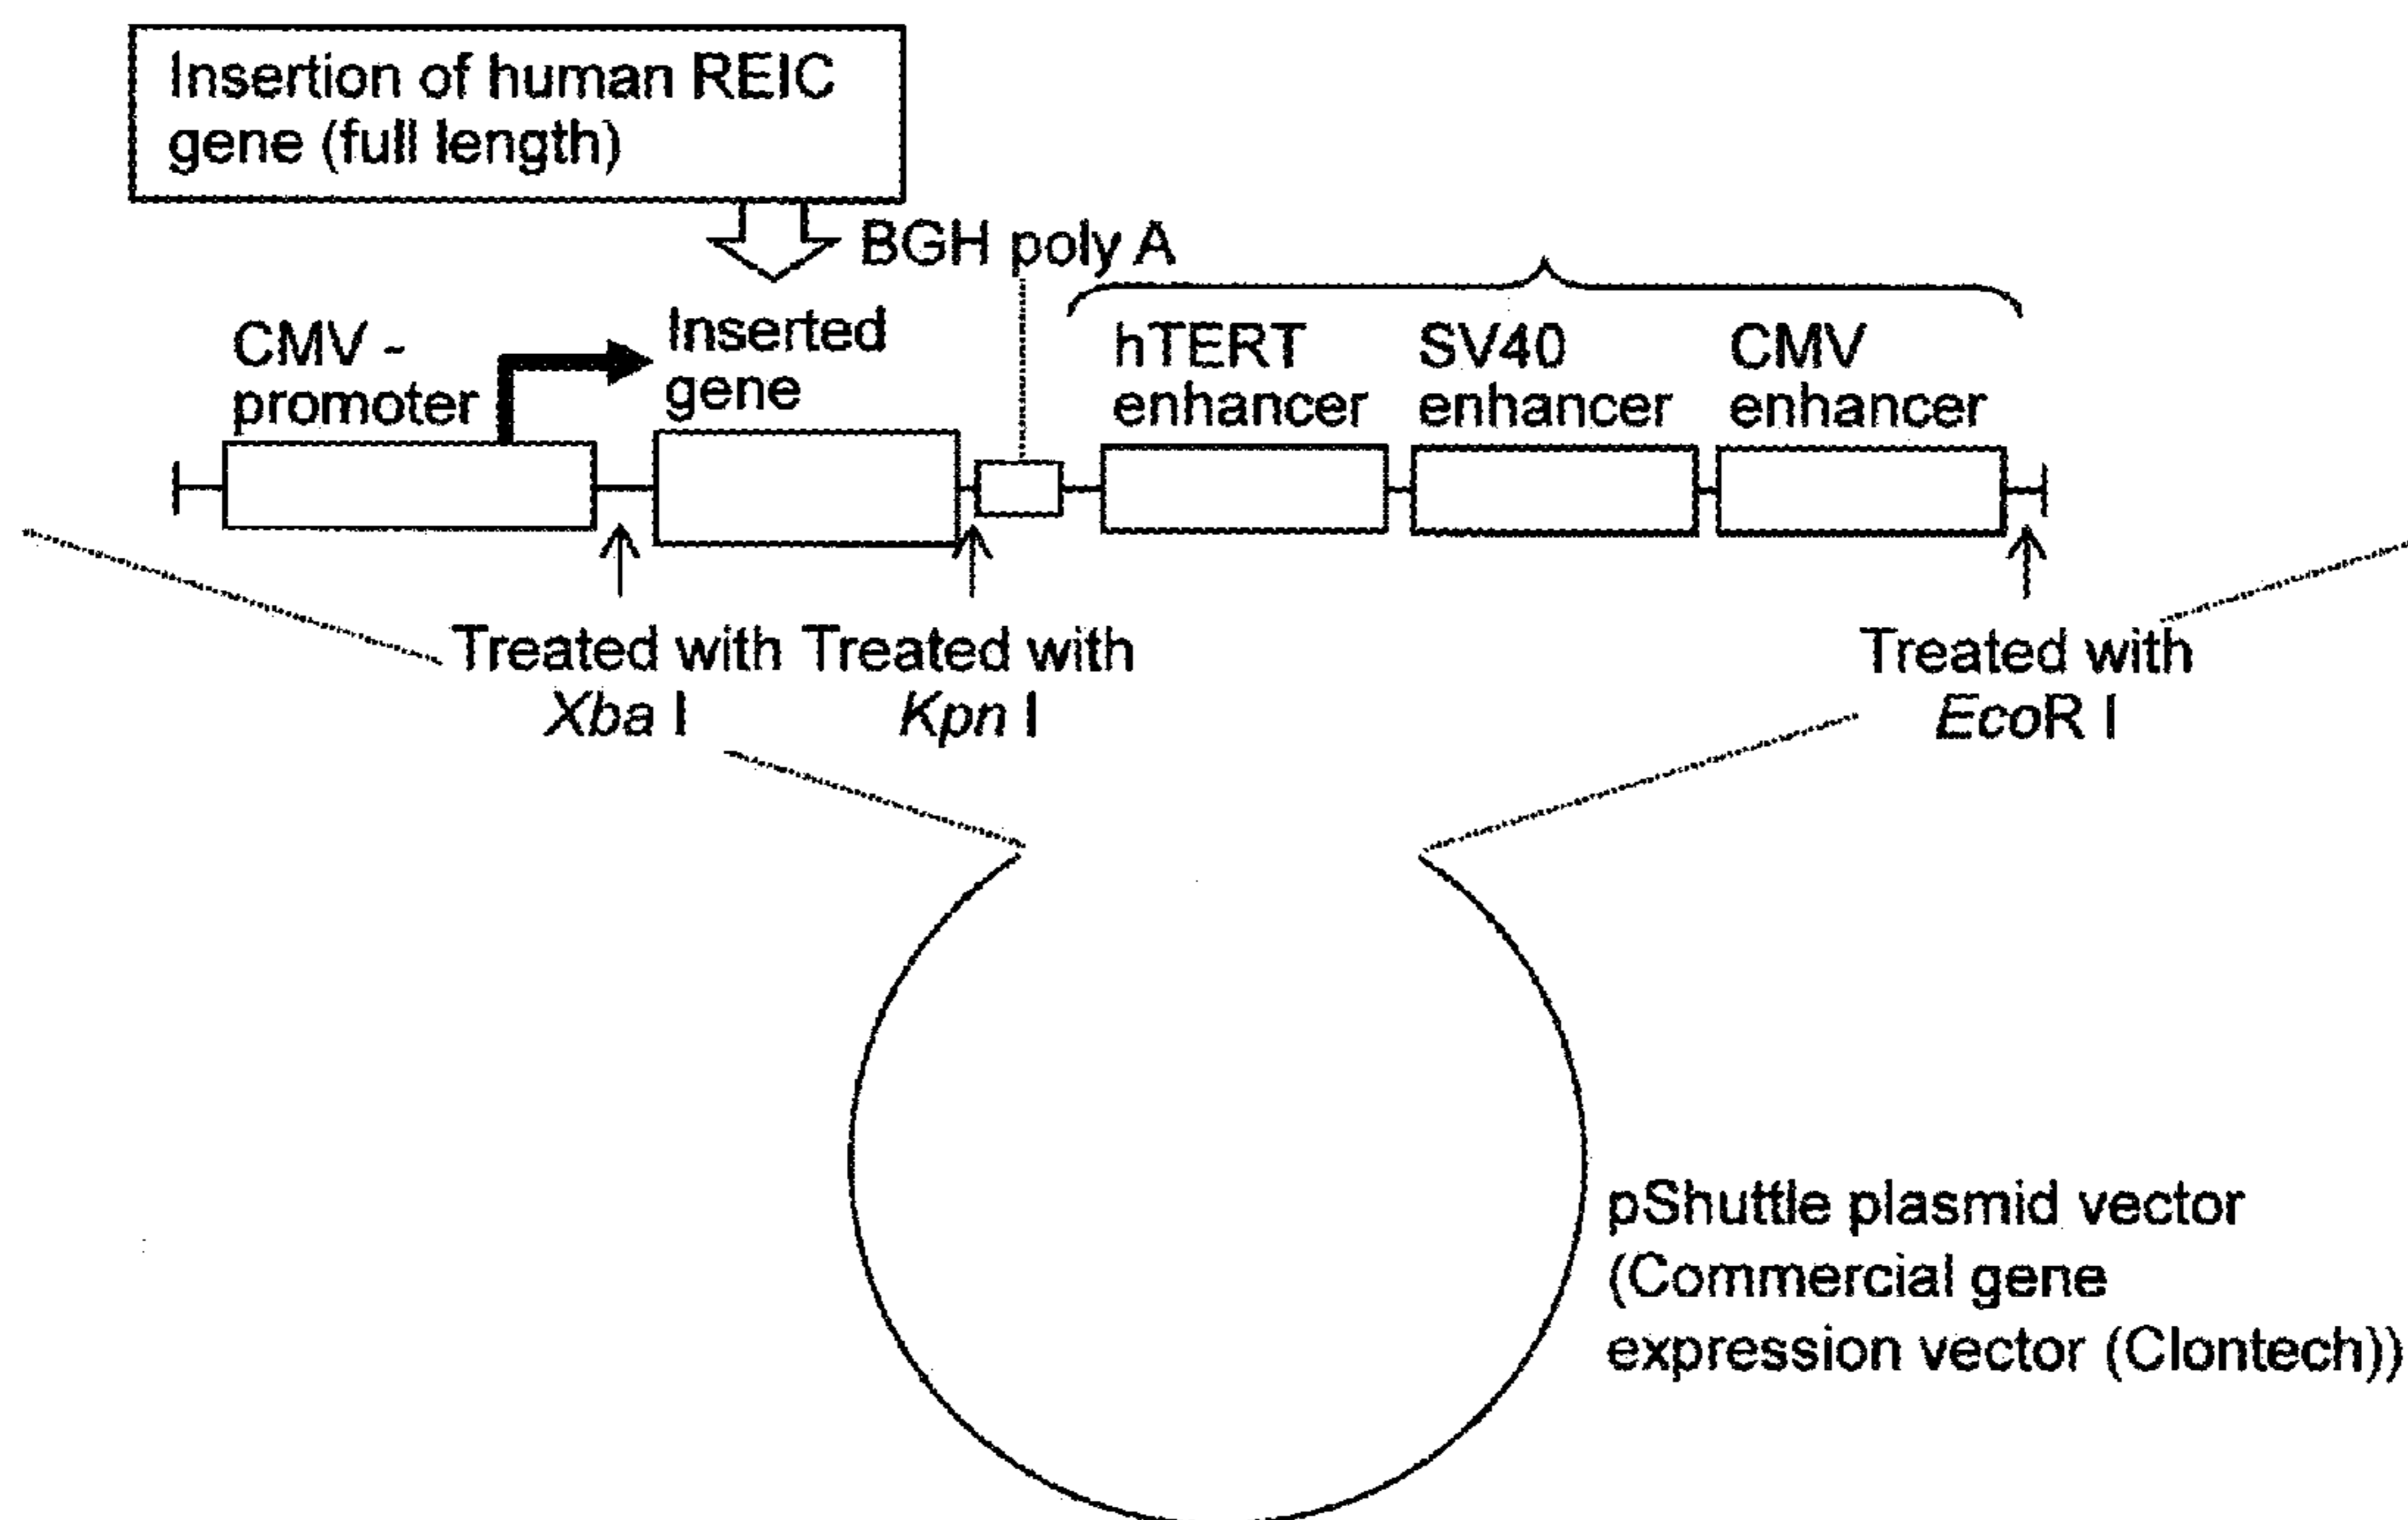 Insertion of human REIC
gene (full length)
BGH poly A
CMV -
promoter
Inserted
gene
hTERT
enhancer
SV40
enhancer
CMV
enhancer
Treated with
Xba I
Treated with
Kpn I
Treated with
EcoR I
pShuttle plasmid vector
(Commercial gene
expression vector (Clontech))